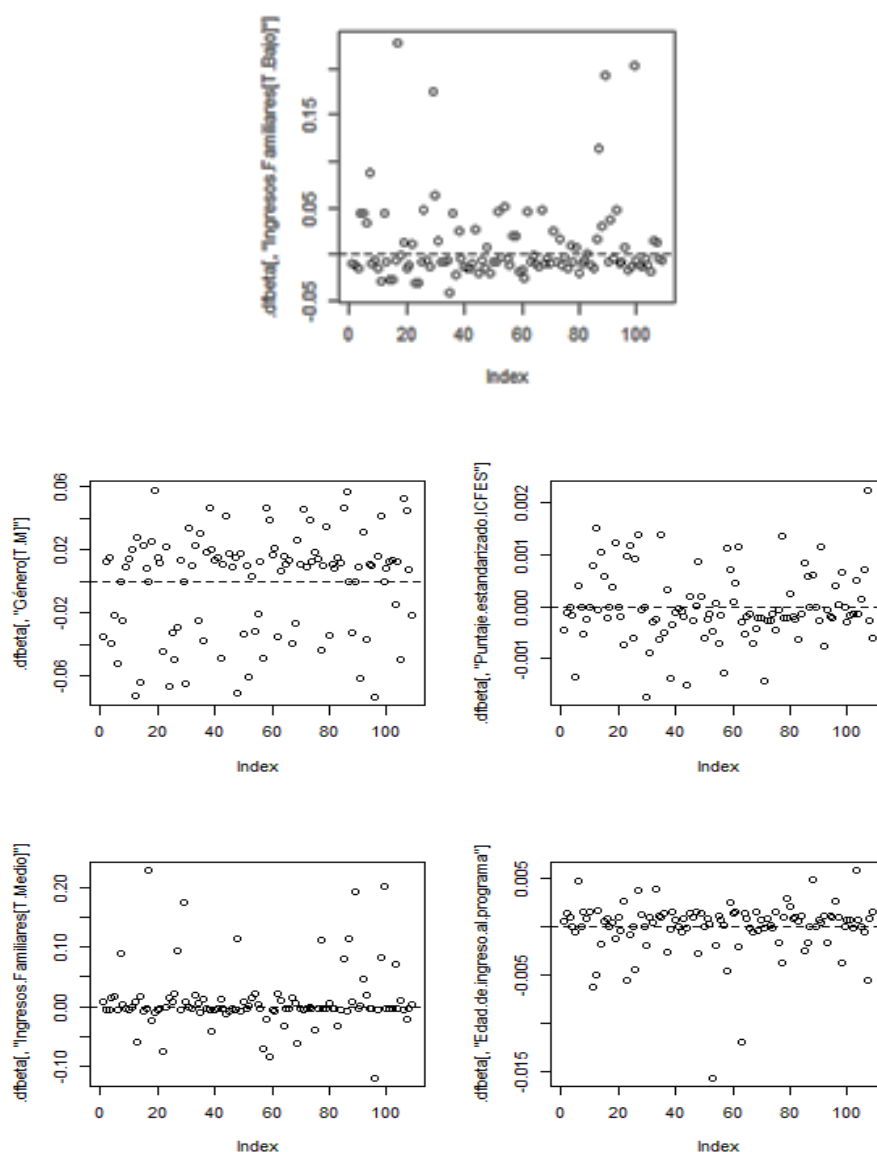 .dfbeta[, "Ingresos.Familiares[T.Bajo]"]
0.15
0.05
-0.05
0 20 40 60 80 100
Index
.dfbeta[, "Género[T.M]"]
0.06
0.02
-0.02
-0.06
0 20 40 60 80 100
Index
.dfbeta[, "Puntaje.estandarizado.ICFES"]
0.002
0.001
0.000
-0.001
0 20 40 60 80 100
Index
.dfbeta[, "Ingresos.Familiares[T.Medio]"]
0.20
0.10
0.00
-0.10
0 20 40 60 80 100
Index
.dfbeta[, "Edad.de.ingreso.al.programa"]
0.005
-0.005
-0.015
0 20 40 60 80 100
Index